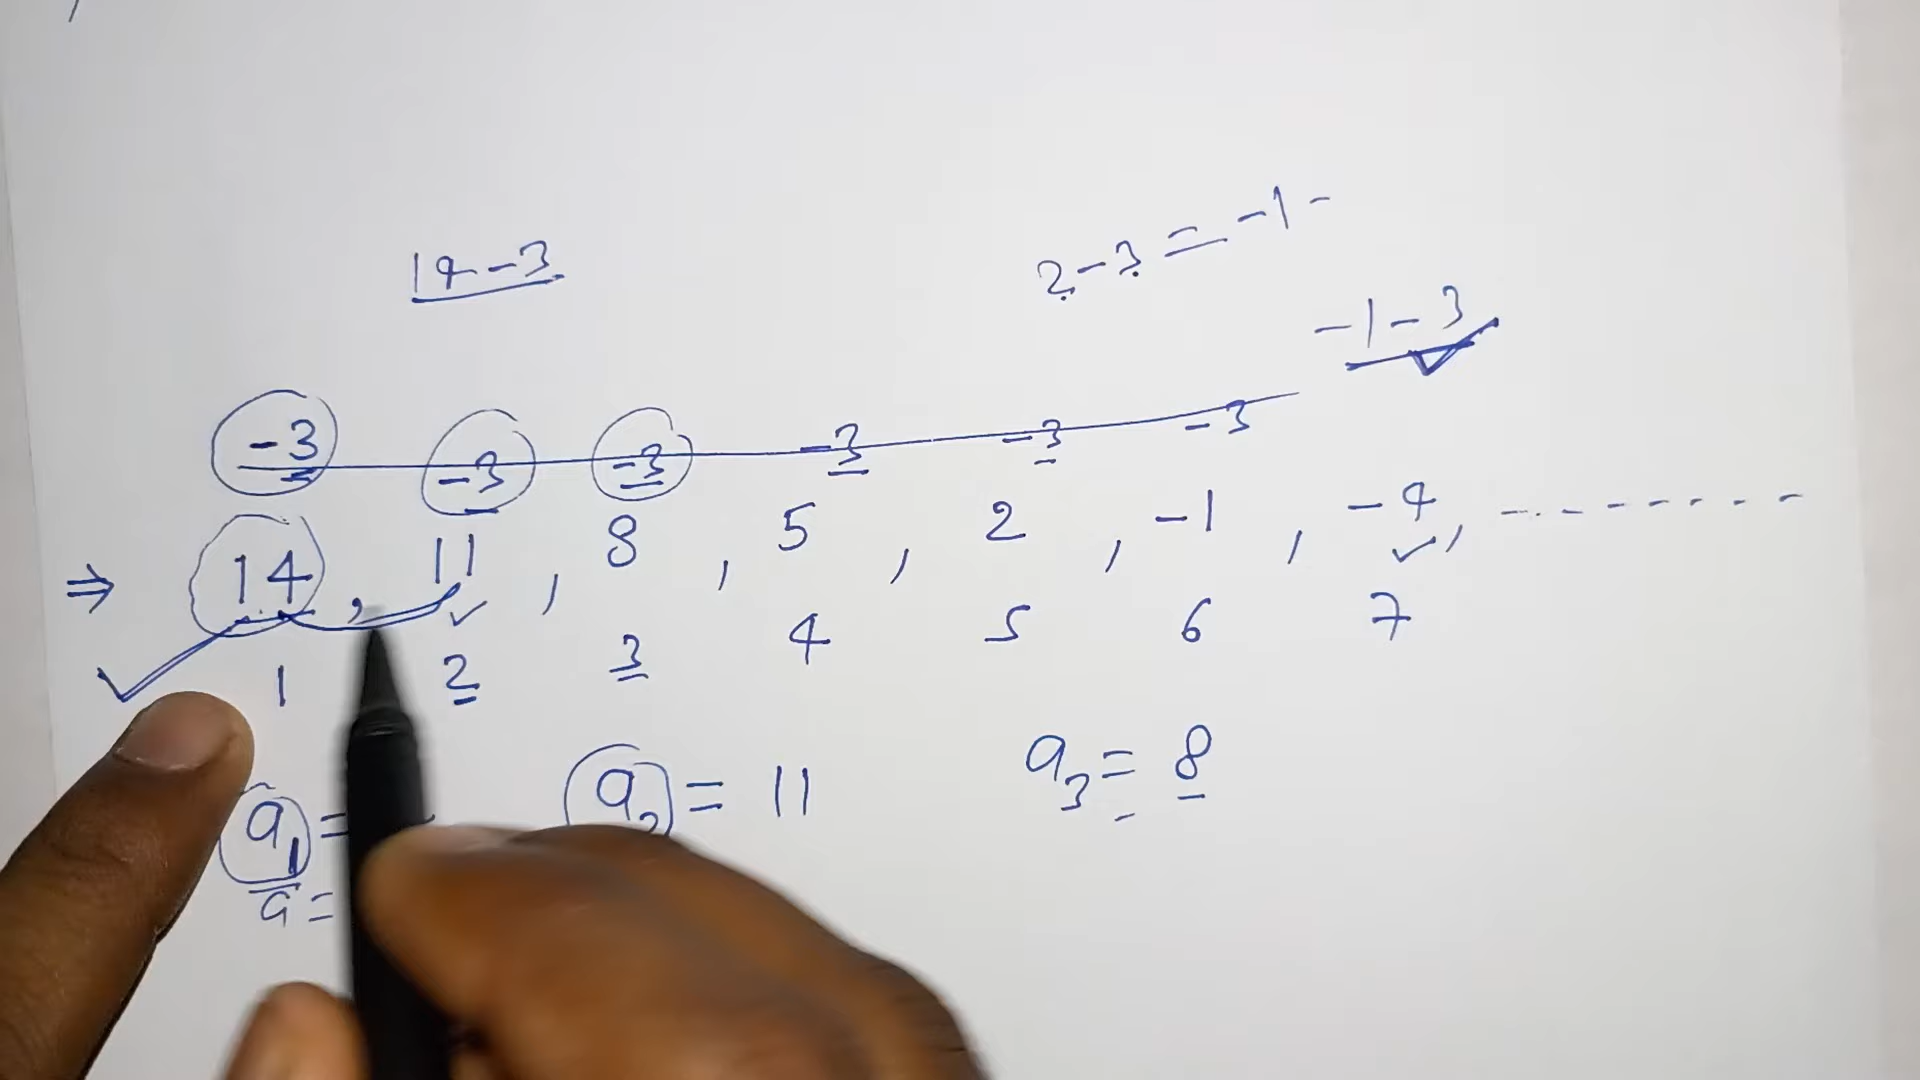 14-3
2-3=-1-
-1-3
-3 -3 -3 -3 -3 -3
⇒ 14, 11, 8, 5, 2, -1, -4, --------
1 2 3 4 5 6 7
a1= a2= 11 a3= 8
a=